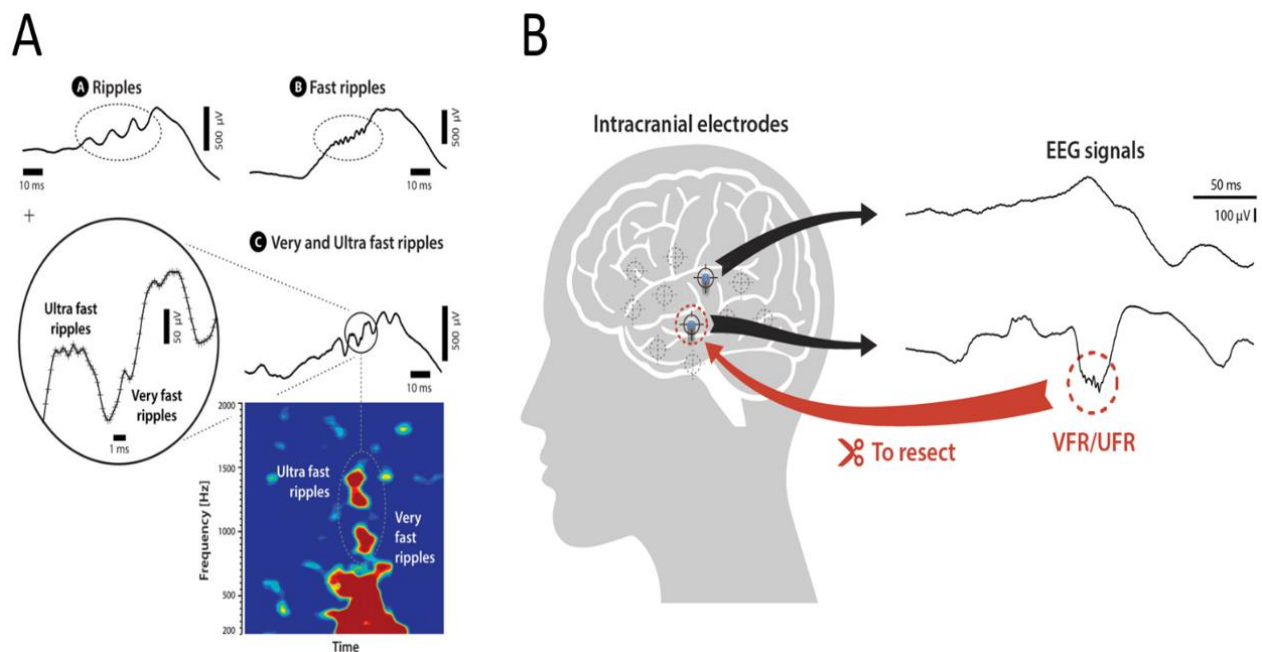 A
A Ripples
500 µV
10 ms
B Fast ripples
500 µV
10 ms
+
C Very and Ultra fast ripples
Ultra fast
ripples
50 µV
Very fast
ripples
1 ms
500 µV
10 ms
2000
1500
1000
500
200
Frequency [Hz]
Ultra fast
ripples
Very
fast
ripples
Time
B
Intracranial electrodes
EEG signals
50 ms
100 µV
To resect
VFR/UFR